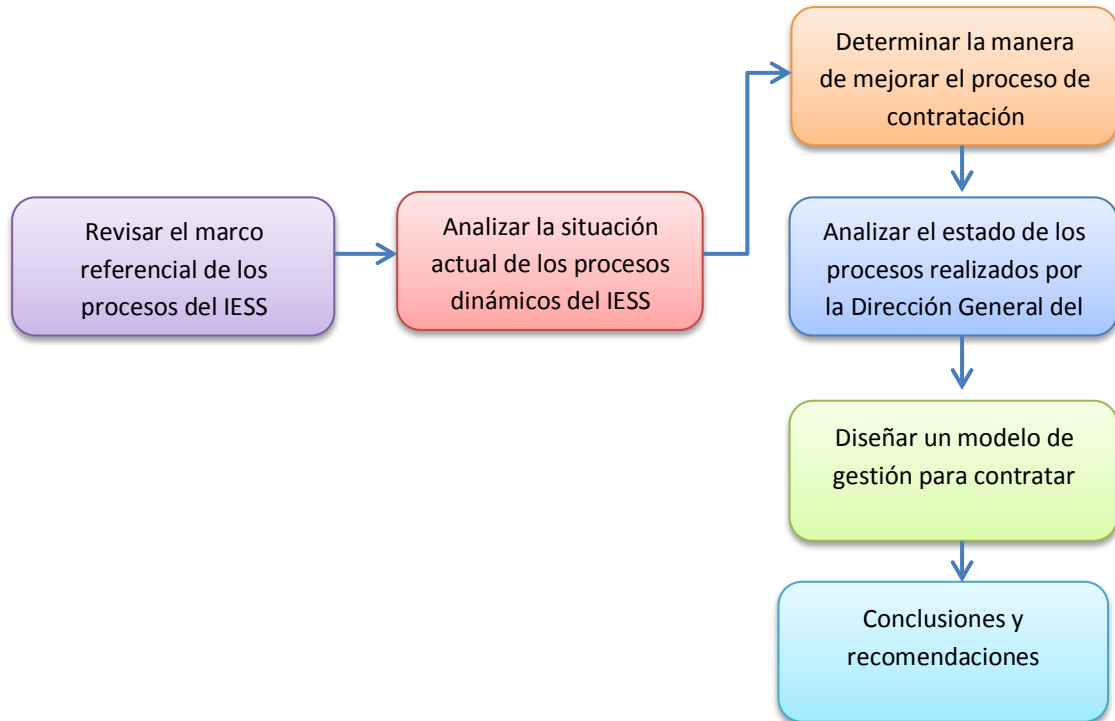 Revisar el marco
referencial de los
procesos del IESS
Analizar la situación
actual de los procesos
dinámicos del IESS
Determinar la manera
de mejorar el proceso de
contratación
Analizar el estado de los
procesos realizados por
la Dirección General del
Diseñar un modelo de
gestión para contratar
Conclusiones y
recomendaciones